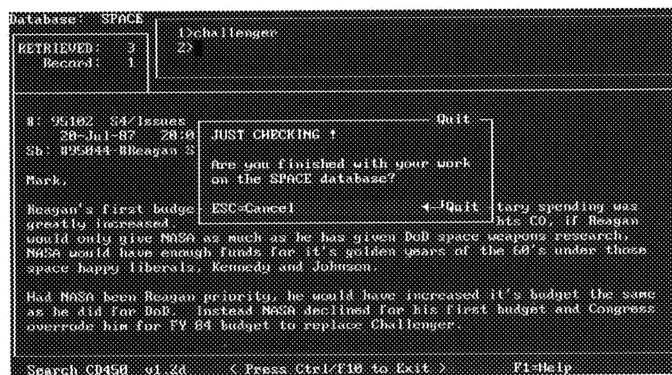 Database: SPACE
RETRIEVED: 3
Record: 1
1>challenger
2>
#: 95102 S4/Issues
20-Jul-87 20:0
Sb: #95044-#Reagan S
Mark,
Reagan's first budge
greatly increased
Quit
JUST CHECKING !
Are you finished with your work
on the SPACE database?
ESC=Cancel
Quit
tary spending was
hts CO, if Reagan
would only give NASA as much as he has given DoD space weapons research,
NASA would have enough funds for it's golden years of the 60's under those
space happy liberals, Kennedy and Johnson.
Had NASA been Reagan priority, he would have increased it's budget the same
as he did for DoD. Instead NASA declined for his first budget and Congress
overrode him for FY 84 budget to replace Challenger.
Search CD450 v1.2d < Press Ctrl/F10 to Exit > F1=Help